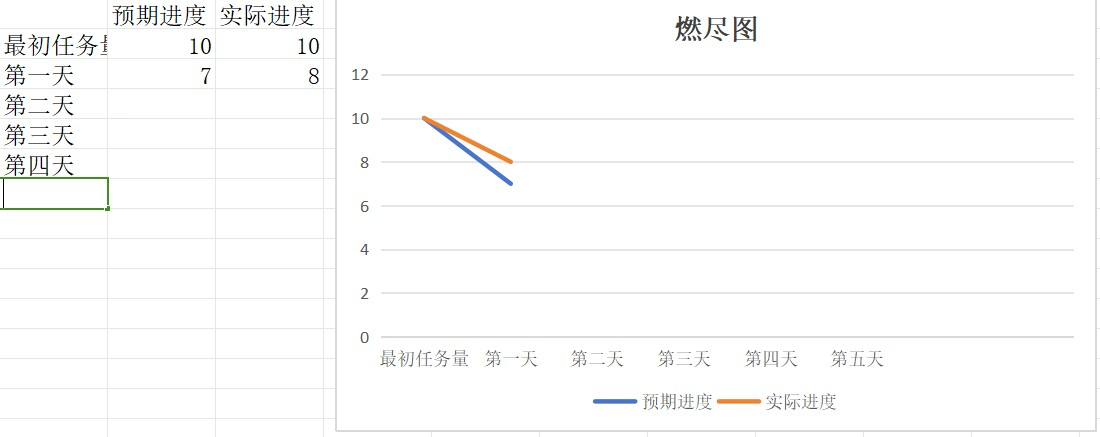 预期进度 实际进度
最初任务量 10 10
第一天 7 8
第二天
第三天
第四天
燃尽图
12
10
8
6
4
2
0
最初任务量 第一天 第二天 第三天 第四天 第五天
预期进度 实际进度